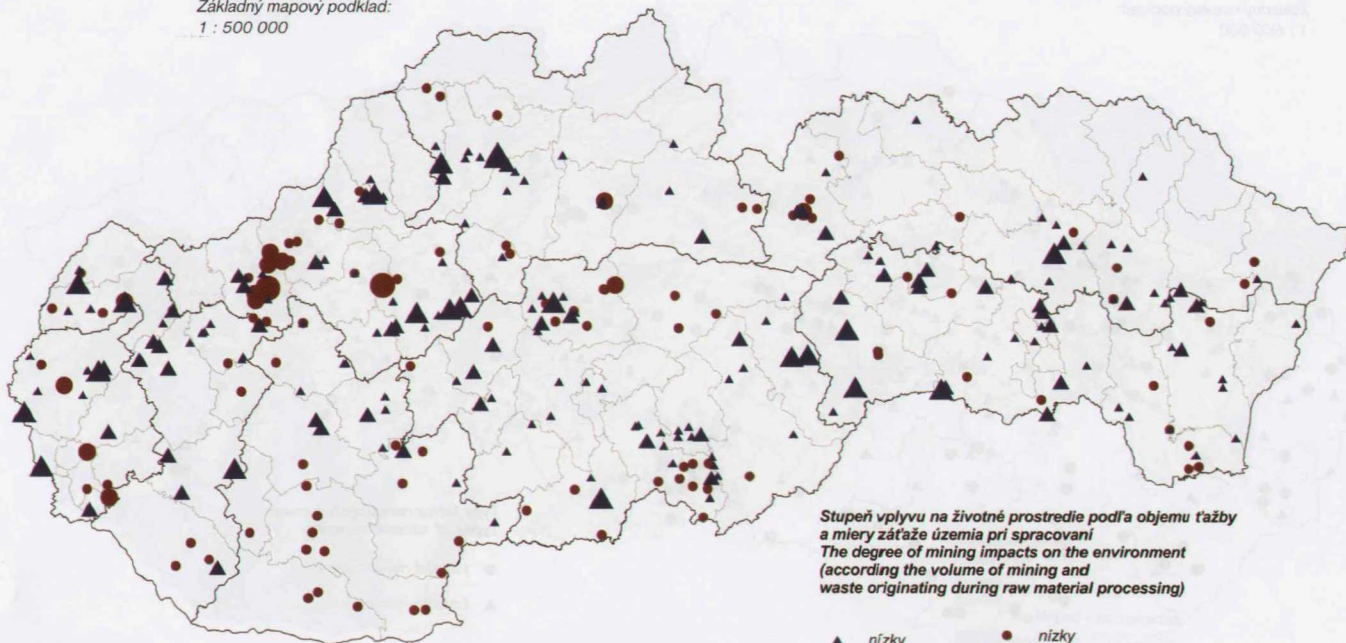 Základný mapový podklad:
1 : 500 000
Stupeň vplyvu na životné prostredie podľa objemu ťažby
a miery záťaže územia pri spracovaní
The degree of mining impacts on the environment
(according the volume of mining and
waste originating during raw material processing)
nízky nízky